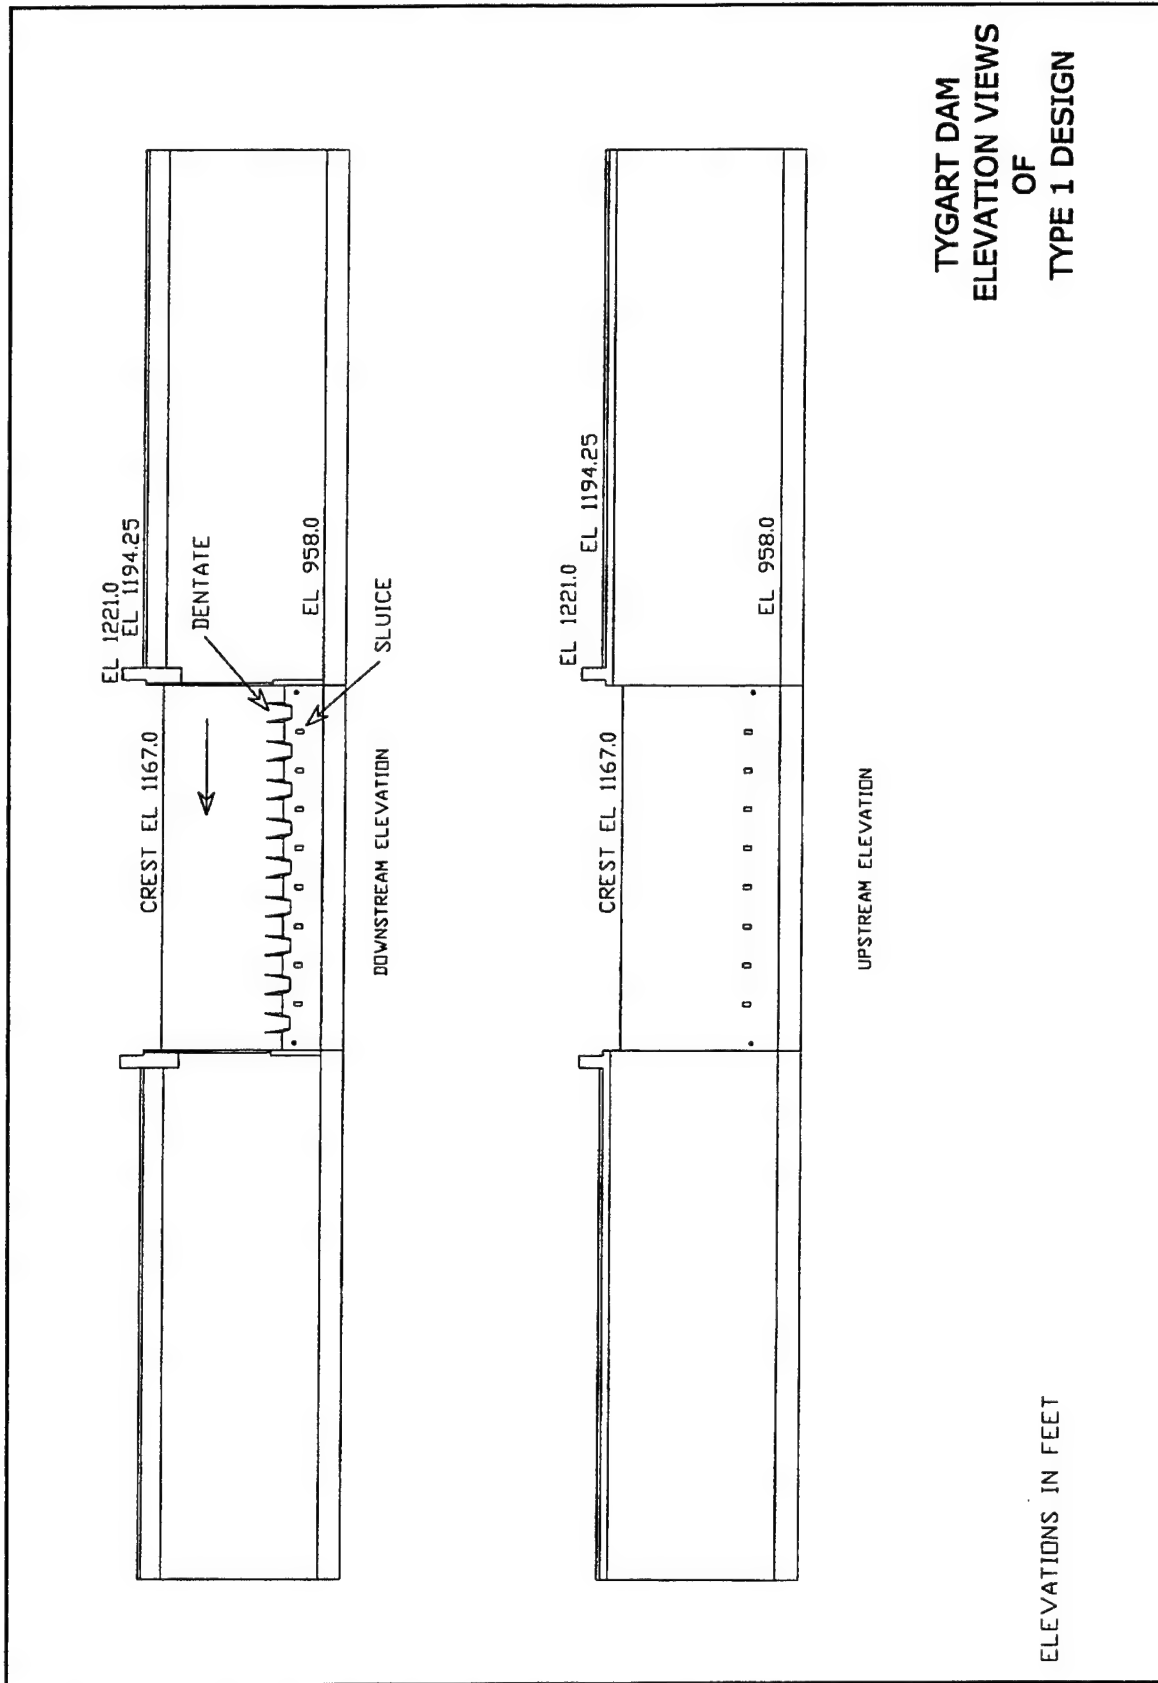 EL 1221.0
EL 1194.25
CREST EL 1167.0
DENTATE
EL 958.0
SLUICE
DOWNSTREAM ELEVATION
EL 1221.0
EL 1194.25
CREST EL 1167.0
EL 958.0
UPSTREAM ELEVATION
ELEVATIONS IN FEET
TYGART DAM
ELEVATION VIEWS
OF
TYPE 1 DESIGN